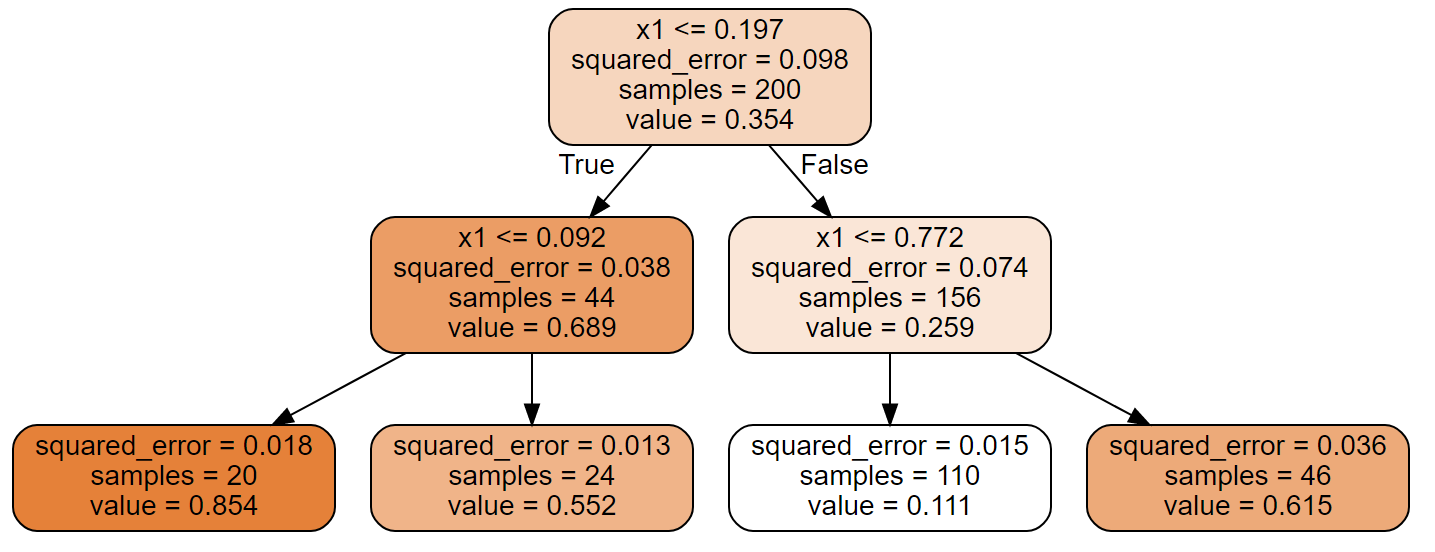 x1 <= 0.197
squared_error = 0.098
samples = 200
value = 0.354
True
False
x1 <= 0.092
squared_error = 0.038
samples = 44
value = 0.689
x1 <= 0.772
squared_error = 0.074
samples = 156
value = 0.259
squared_error = 0.018
samples = 20
value = 0.854
squared_error = 0.013
samples = 24
value = 0.552
squared_error = 0.015
samples = 110
value = 0.111
squared_error = 0.036
samples = 46
value = 0.615